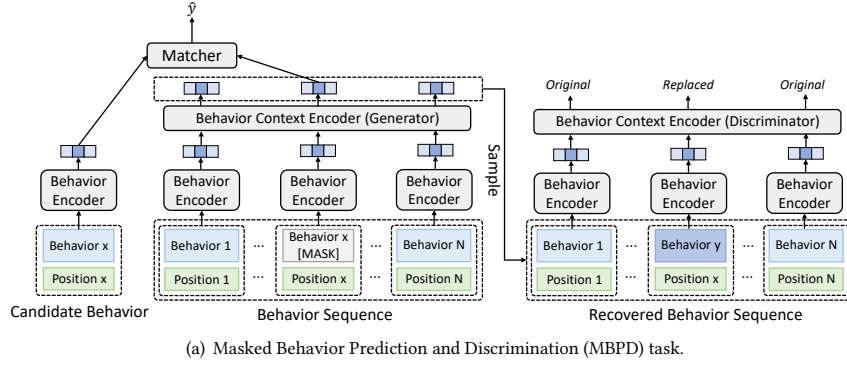 ŷ
Matcher
Original Replaced Original
Behavior Context Encoder (Generator)
Behavior Context Encoder (Discriminator)
Sample
Behavior Encoder
Behavior Encoder
Behavior Encoder
Behavior Encoder
Behavior Encoder
Behavior Encoder
Behavior Encoder
Behavior x
Position x
Behavior 1 ... Behavior x [MASK] ... Behavior N
Position 1 ... Position x ... Position N
Behavior 1 ... Behavior y ... Behavior N
Position 1 ... Position x ... Position N
Candidate Behavior
Behavior Sequence
Recovered Behavior Sequence
(a) Masked Behavior Prediction and Discrimination (MBPD) task.